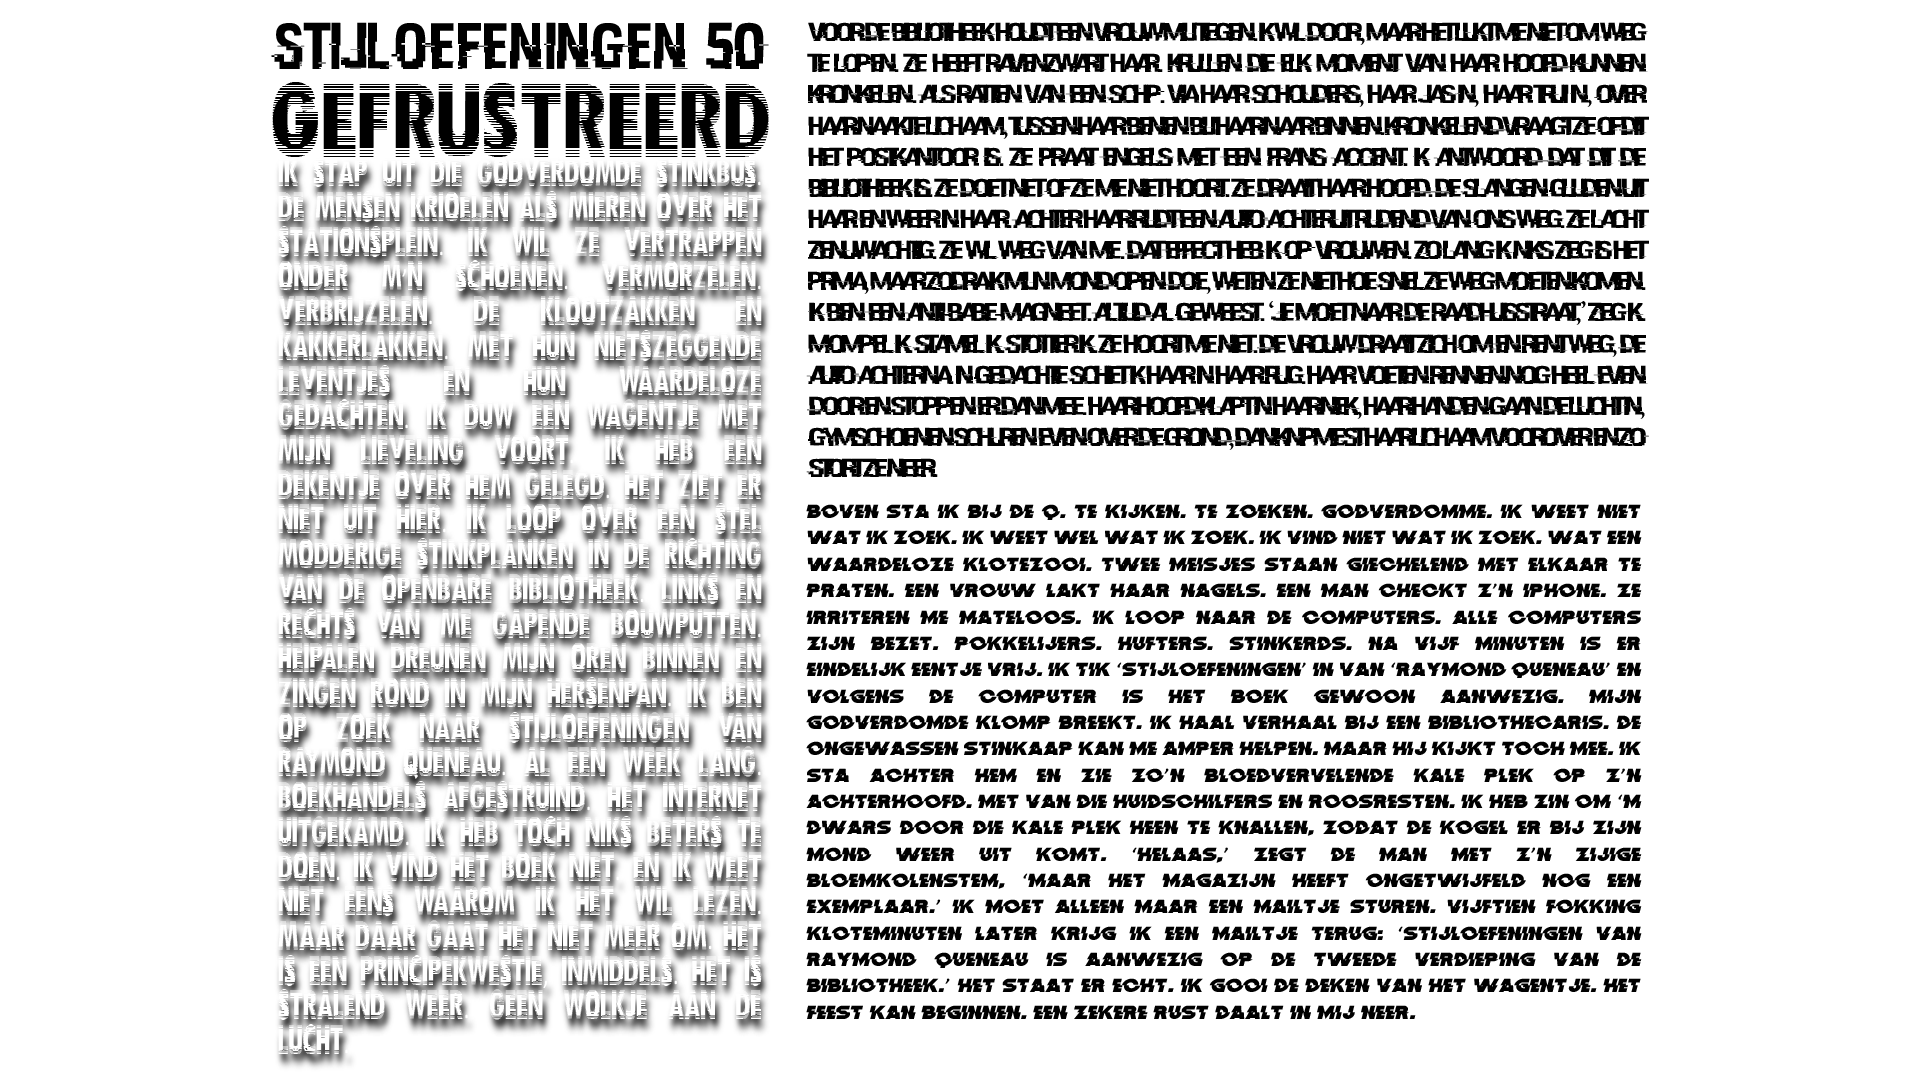 STIJLOEFENINGEN 50
GEFRUSTREERD
IK STAP UIT DIE GODVERDOMDE STINKBUS.
DE MENSEN KRIOELEN ALS MIEREN OVER HET
STATIONSPLEIN. IK WIL ZE VERTRAPPEN
ONDER M'N SCHOENEN. VERMORZELEN.
VERBRIJZELEN. DE KLOOTZAKKEN EN
KAKKERLAKKEN. MET HUN NIETSZEGGENDE
LEVENTJES EN HUN WAARDELOZE
GEDACHTEN. IK DUW EEN WAGENTJE MET
MIJN LIEVELING VOORT. IK HEB EEN
DEKENTJE OVER HEM GELEGD. HET ZIET ER
NIET UIT HIER. IK LOOP OVER EEN STEL
MODDERIGE STINKPLANKEN IN DE RICHTING
VAN DE OPENBARE BIBLIOTHEEK. LINKS EN
RECHTS VAN ME GAPENDE BOUWPUTTEN.
HEIPALEN DREUNEN MIJN OREN BINNEN EN
ZINGEN ROND IN MIJN HERSENPAN. IK BEN
OP ZOEK NAAR STIJLOEFENINGEN VAN
RAYMOND QUENEAU. AL EEN WEEK LANG.
BOEKHANDELS AFGESTRUIND. HET INTERNET
UITGEKAMD. IK HEB TOCH NIKS BETERS TE
DOEN. IK VIND HET BOEK NIET. EN IK WEET
NIET EENS WAAROM IK HET WIL LEZEN.
MAAR DAAR GAAT HET NIET MEER OM. HET
IS EEN PRINCIPEKWESTIE, INMIDDELS. HET IS
STRALEND WEER. GEEN WOLKJE AAN DE
LUCHT.
VOOR DE BIBLIOTHEEK HOUDT EEN VROUW MIJ TEGEN. IK WIL DOOR, MAAR HET LUKT ME NIET OM WEG
TE LOPEN. ZE HEEFT RAVENZWART HAAR. KRULLEN DIE ELK MOMENT VAN HAAR HOOFD KUNNEN
KRONKELEN. ALS RATTEN VAN EEN SCHIP. VIA HAAR SCHOUDERS, HAAR JAS IN, HAAR TRUI IN, OVER
HAAR NAAKTE LICHAAM, TUSSEN HAAR BENEN BIJ HAAR NAAR BINNEN. KRONKELEND VRAAGT ZE OF DIT
HET POSTKANTOOR IS. ZE PRAAT ENGELS MET EEN FRANS ACCENT. IK ANTWOORD DAT DIT DE
BIBLIOTHEEK IS. ZE DOET NET OF ZE ME NIET HOORT. ZE DRAAIT HAAR HOOFD. DE SLANGEN GLIJDEN UIT
HAAR EN WEER IN HAAR. ACHTER HAAR RIJDT EEN AUTO ACHTERUITRIJDEND VAN ONS WEG. ZE LACHT
ZENUWACHTIG. ZE WIL WEG VAN ME. DAT EFFECT HEB IK OP VROUWEN. ZOLANG IK NIKS ZEG IS HET
PRIMA, MAAR ZODRA IK MIJN MOND OPEN DOE, WETEN ZE NIET HOE SNEL ZE WEG MOETEN KOMEN.
IK BEN EEN ANTI-BABE-MAGNEET. ALTIJD AL GEWEEST. 'JE MOET NAAR DE RAADHUISSTRAAT,' ZEG IK.
MOMPEL IK. STAMEL IK. STOTTER IK. ZE HOORT ME NIET. DE VROUW DRAAIT ZICH OM EN RENT WEG, DE
AUTO ACHTERNA. IN GEDACHTE SCHIET IK HAAR IN HAAR RUG. HAAR VOETEN RENNEN NOG HEEL EVEN
DOOR EN STOPPEN ER DAN MEE. HAAR HOOFD KLAPT IN HAAR NEK, HAAR HANDEN GAAN DE LUCHT IN,
GYMSCHOENEN SCHUREN EVEN OVER DE GROND, DAN KNIPMEST HAAR LICHAAM VOOROVER EN ZO
STORT ZE NEER.
BOVEN STA IK BIJ DE Q. TE KIJKEN. TE ZOEKEN. GODVERDOMME. IK WEET NIET
WAT IK ZOEK. IK WEET WEL WAT IK ZOEK. IK VIND NIET WAT IK ZOEK. WAT EEN
WAARDELOZE KLOTEZOOI. TWEE MEISJES STAAN GIECHELEND MET ELKAAR TE
PRATEN. EEN VROUW LAKT HAAR NAGELS. EEN MAN CHECKT Z'N IPHONE. ZE
IRRITEREN ME MATELOOS. IK LOOP NAAR DE COMPUTERS. ALLE COMPUTERS
ZIJN BEZET. POKKELIJERS. HUFTERS. STINKERDS. NA VIJF MINUTEN IS ER
EINDELIJK EENTJE VRIJ. IK TIK 'STIJLOEFENINGEN' IN VAN 'RAYMOND QUENEAU' EN
VOLGENS DE COMPUTER IS HET BOEK GEWOON AANWEZIG. MIJN
GODVERDOMDE KLOMP BREEKT. IK HAAL VERHAAL BIJ EEN BIBLIOTHECARIS. DE
ONGEWASSEN STINKAAP KAN ME AMPER HELPEN. MAAR HIJ KIJKT TOCH MEE. IK
STA ACHTER HEM EN ZIE ZO'N BLOEDVERVELENDE KALE PLEK OP Z'N
ACHTERHOOFD. MET VAN DIE HUIDSCHILFERS EN ROOSRESTEN. IK HEB ZIN OM 'M
DWARS DOOR DIE KALE PLEK HEEN TE KNALLEN, ZODAT DE KOGEL ER BIJ ZIJN
MOND WEER UIT KOMT. 'HELAAS,' ZEGT DE MAN MET Z'N ZIJIGE
BLOEMKOLENSTEM, 'MAAR HET MAGAZIJN HEEFT ONGETWIJFELD NOG EEN
EXEMPLAAR.' IK MOET ALLEEN MAAR EEN MAILTJE STUREN. VIJFTIEN FOKKING
KLOTEMINUTEN LATER KRIJG IK EEN MAILTJE TERUG: 'STIJLOEFENINGEN VAN
RAYMOND QUENEAU IS AANWEZIG OP DE TWEEDE VERDIEPING VAN DE
BIBLIOTHEEK.' HET STAAT ER ECHT. IK GOOI DE DEKEN VAN HET WAGENTJE. HET
FEEST KAN BEGINNEN. EEN ZEKERE RUST DAALT IN MIJ NEER.